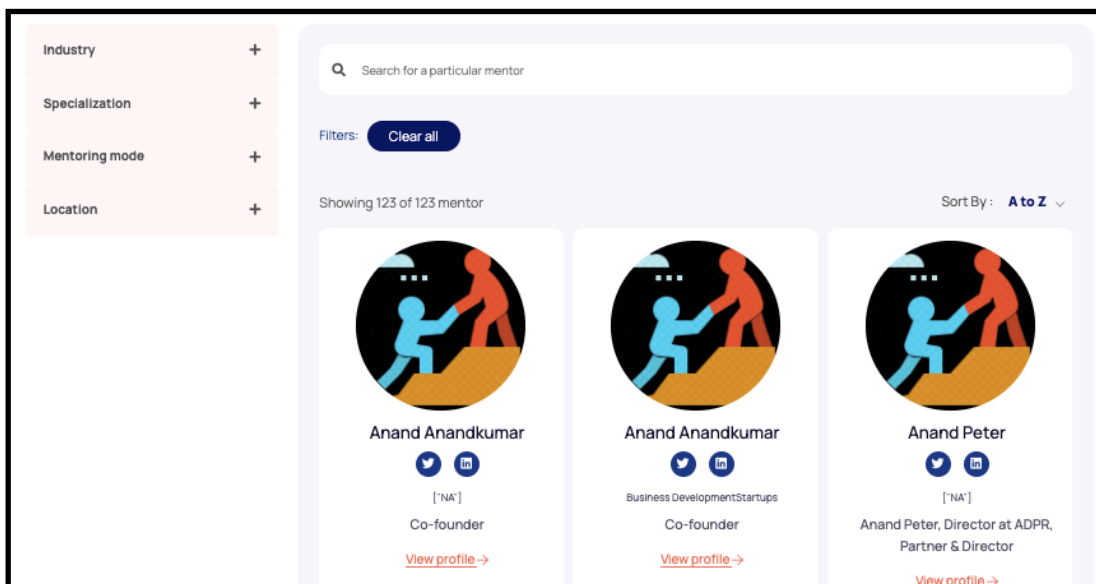 Industry +
Specialization +
Mentoring mode +
Location +
Search for a particular mentor
Filters: Clear all
Showing 123 of 123 mentor
Sort By : A to Z
Anand Anandkumar
["NA"]
Co-founder
View profile→
Anand Anandkumar
Business DevelopmentStartups
Co-founder
View profile→
Anand Peter
["NA"]
Anand Peter, Director at ADPR,
Partner & Director
View profile→